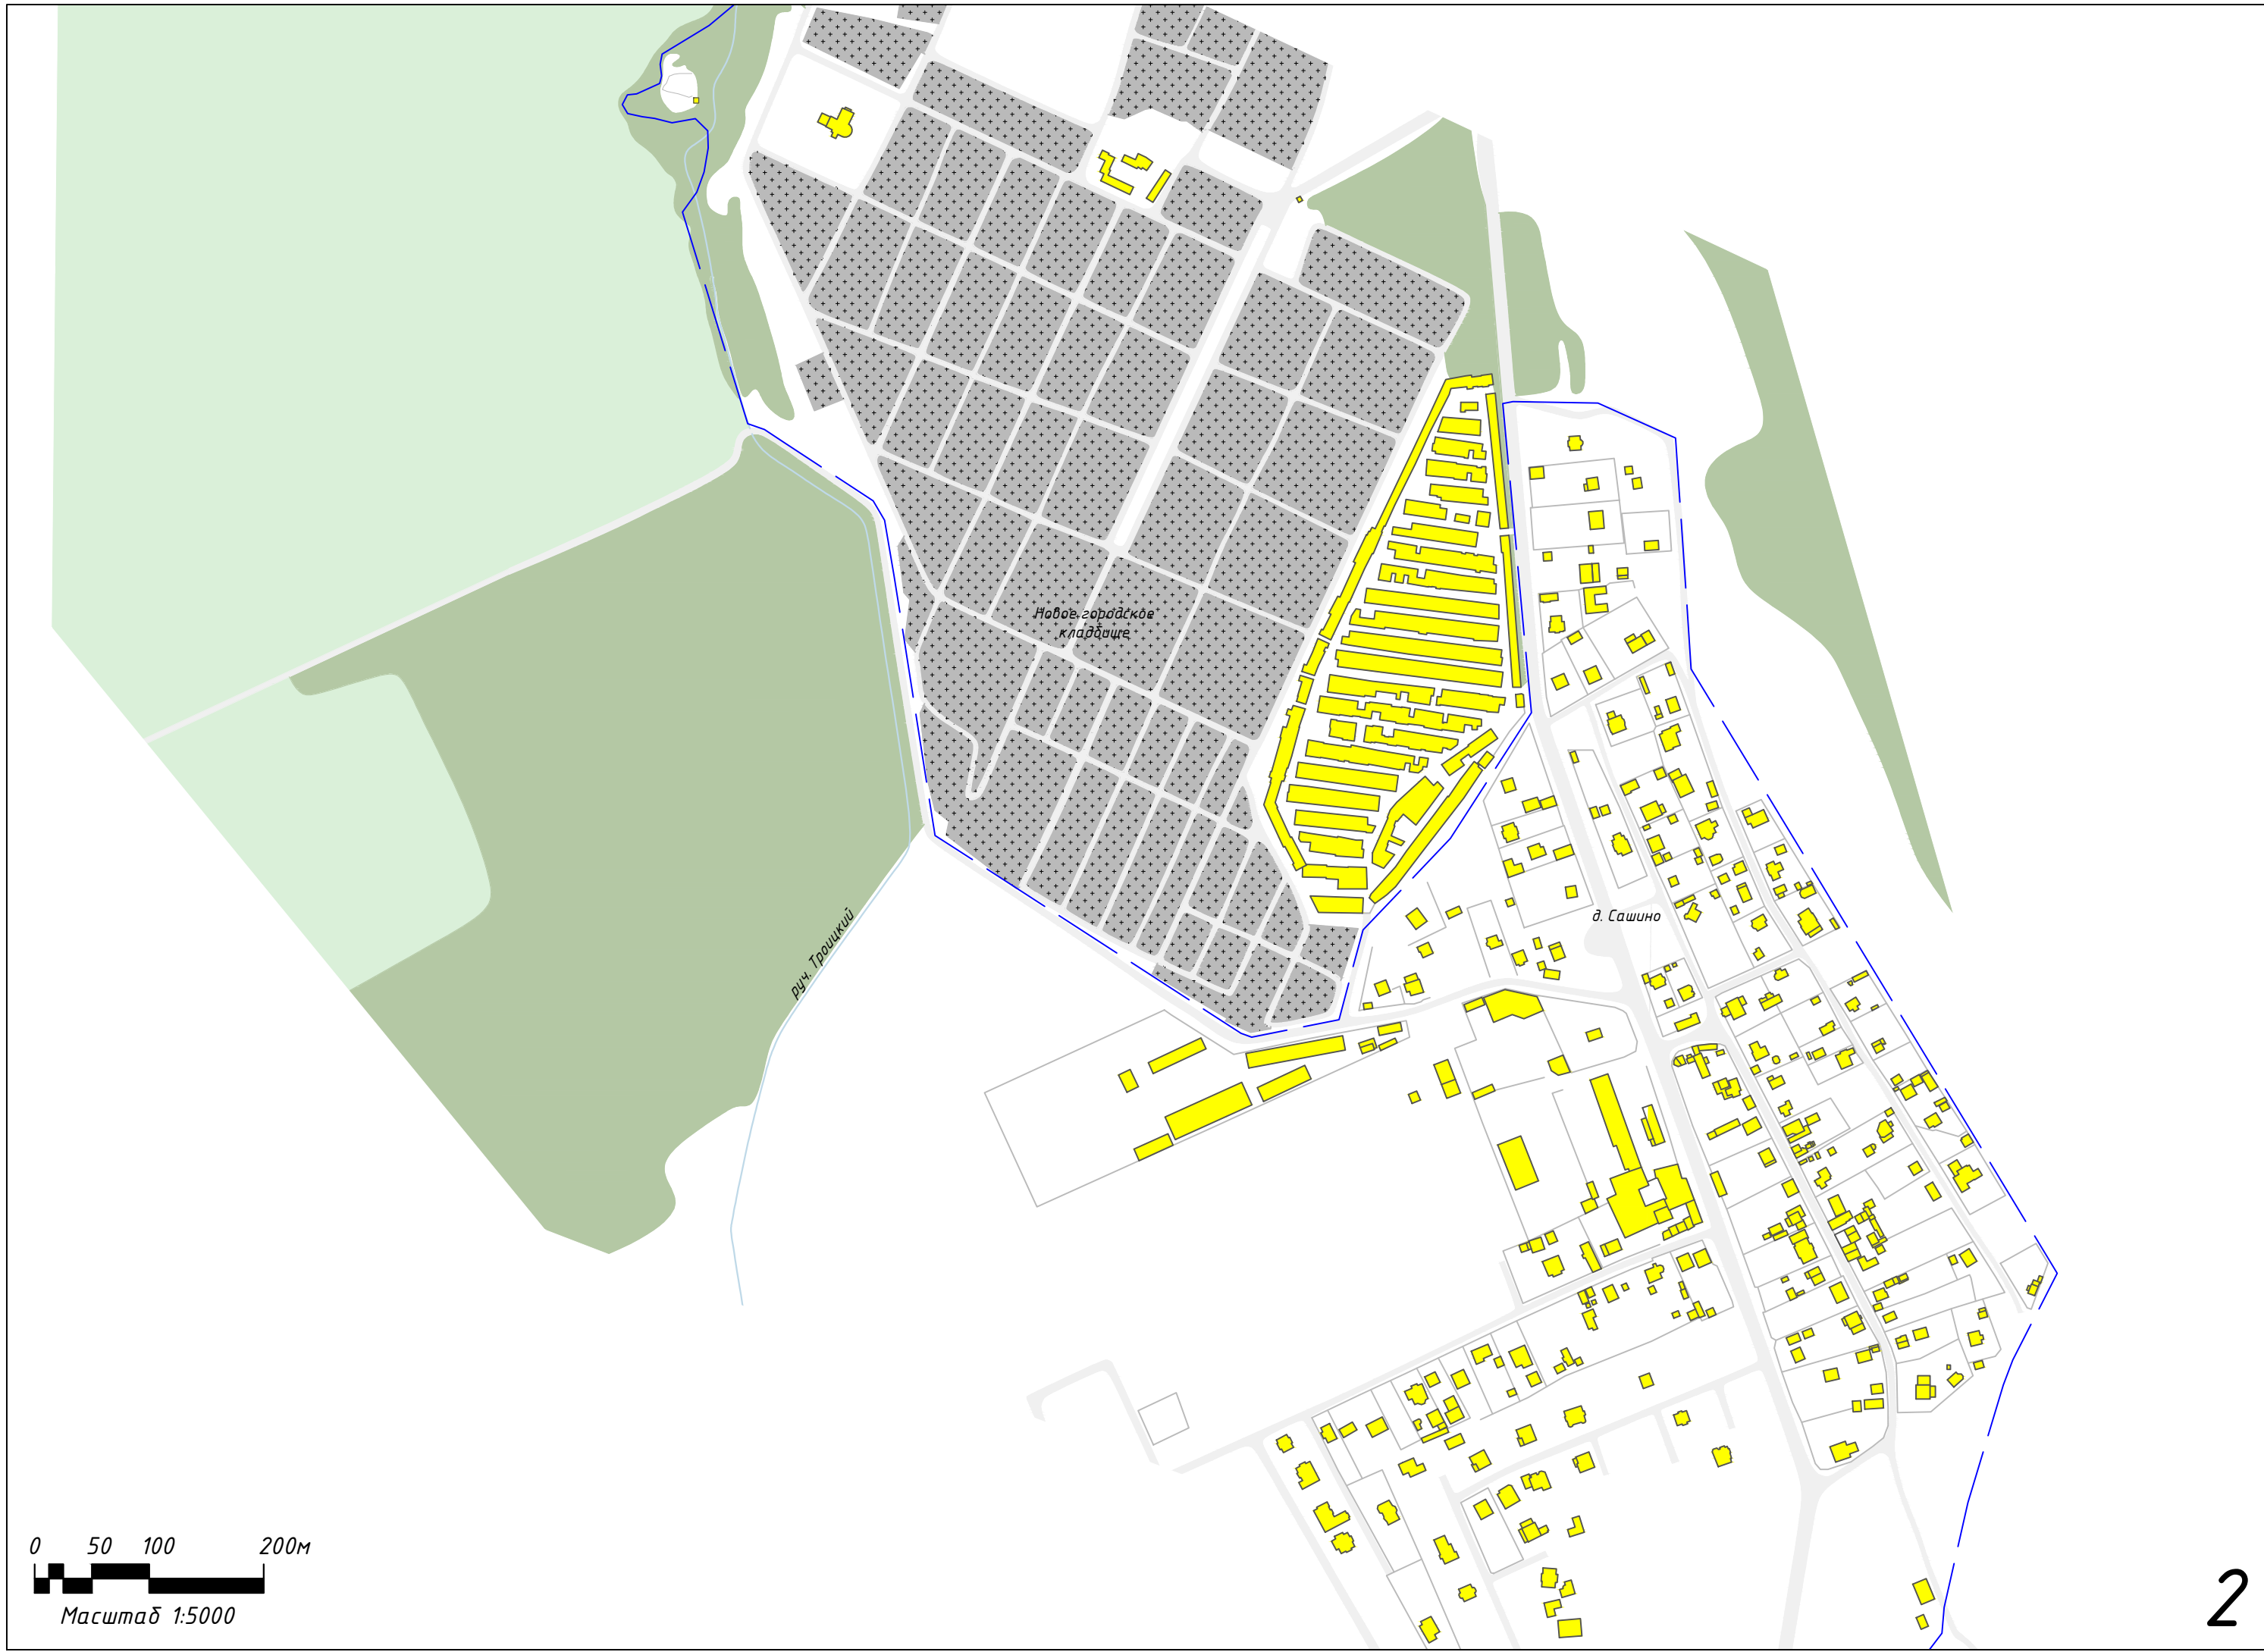 Новое городское
кладбище
д. Сашино
руч. Троицкий
0 50 100 200м
Масштаб 1:5000
2